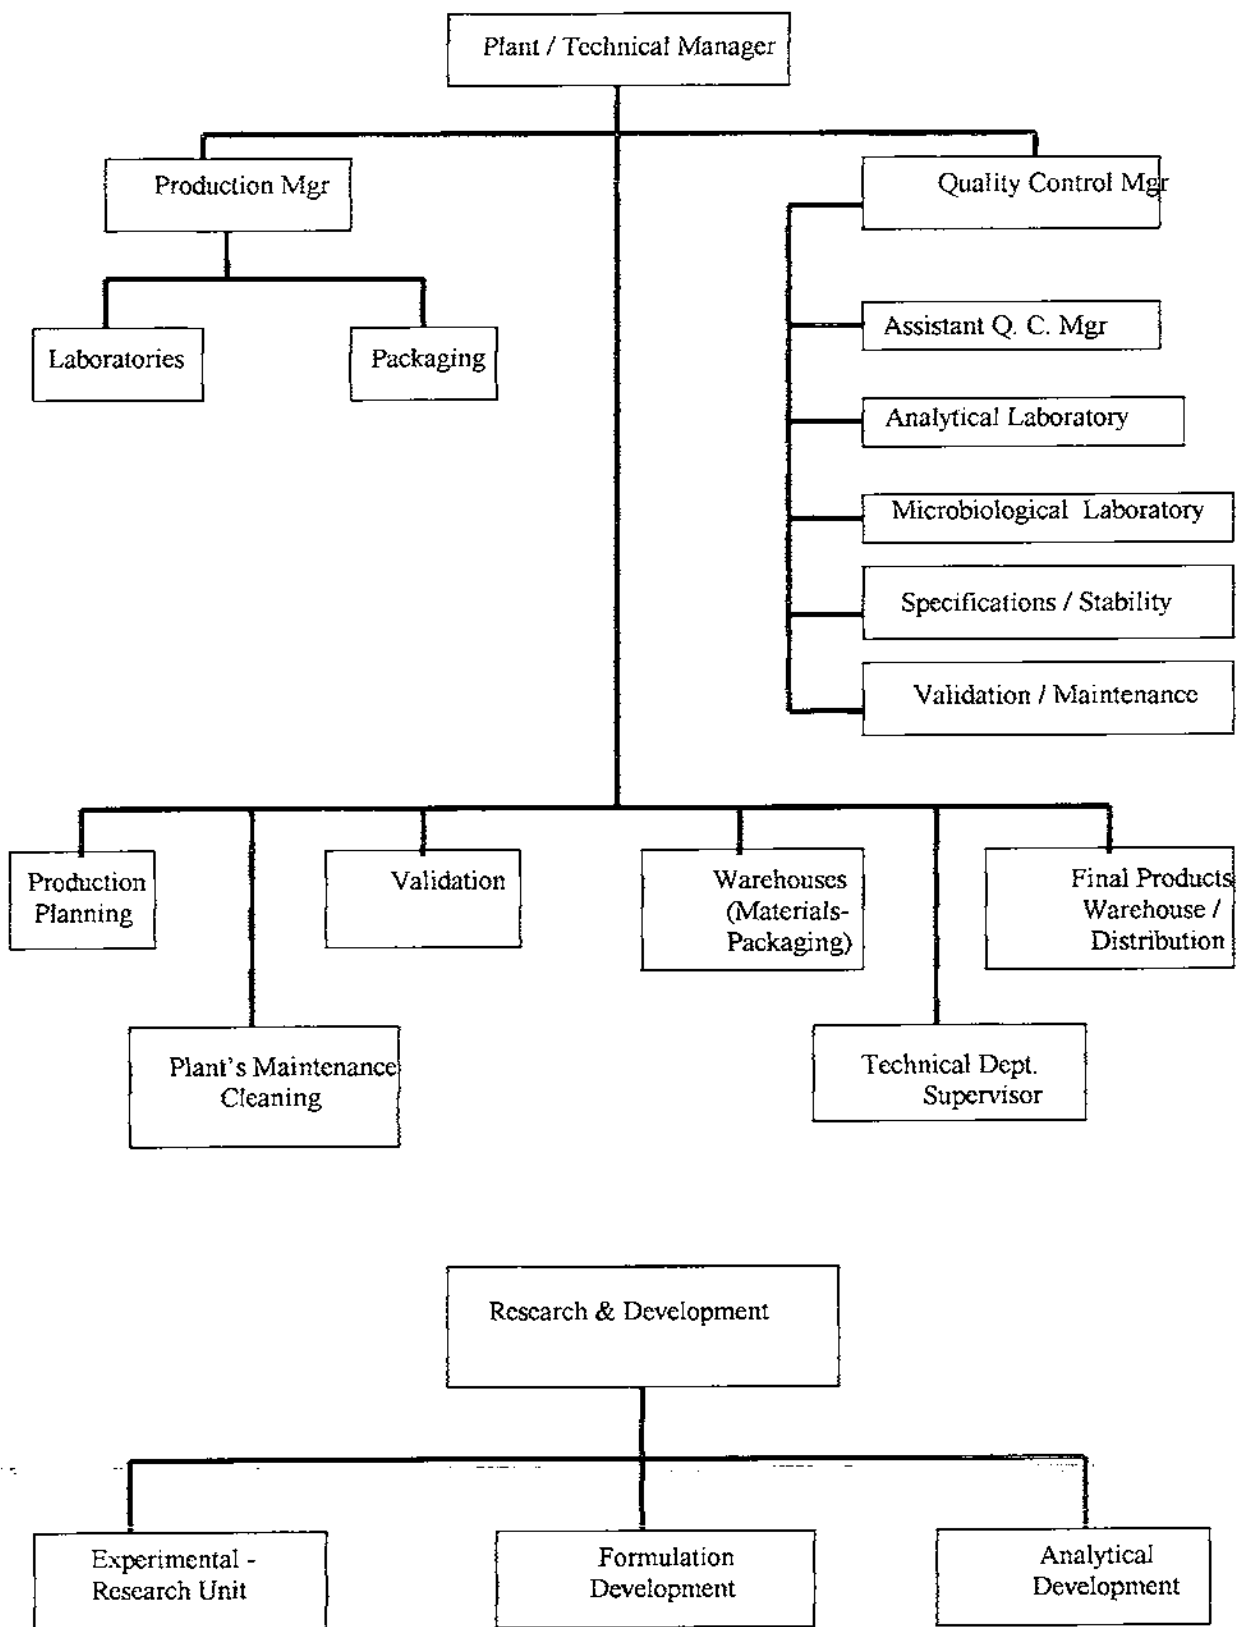 Plant / Technical Manager
Production Mgr
Quality Control Mgr
Laboratories
Packaging
Assistant Q. C. Mgr
Analytical Laboratory
Microbiological Laboratory
Specifications / Stability
Validation / Maintenance
Production
Planning
Validation
Warehouses
(Materials-
Packaging)
Final Products
Warehouse /
Distribution
Plant's Maintenance
Cleaning
Technical Dept.
Supervisor
Research & Development
Experimental -
Research Unit
Formulation
Development
Analytical
Development